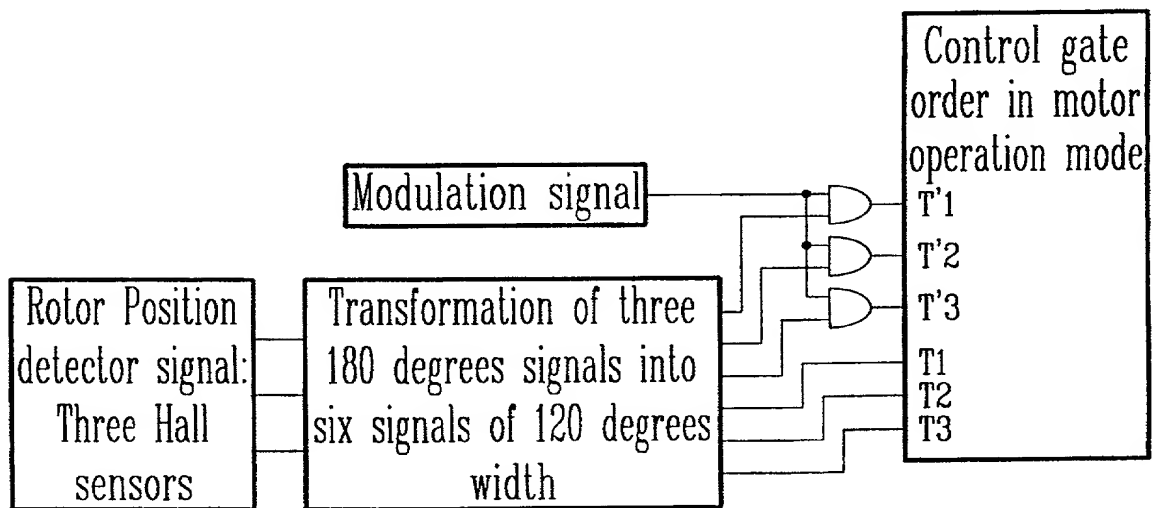 Control gate
order in motor
operation mode
Modulation signal
T'1
T'2
T'3
T1
T2
T3
Rotor Position
detector signal:
Three Hall
sensors
Transformation of three
180 degrees signals into
six signals of 120 degrees
width